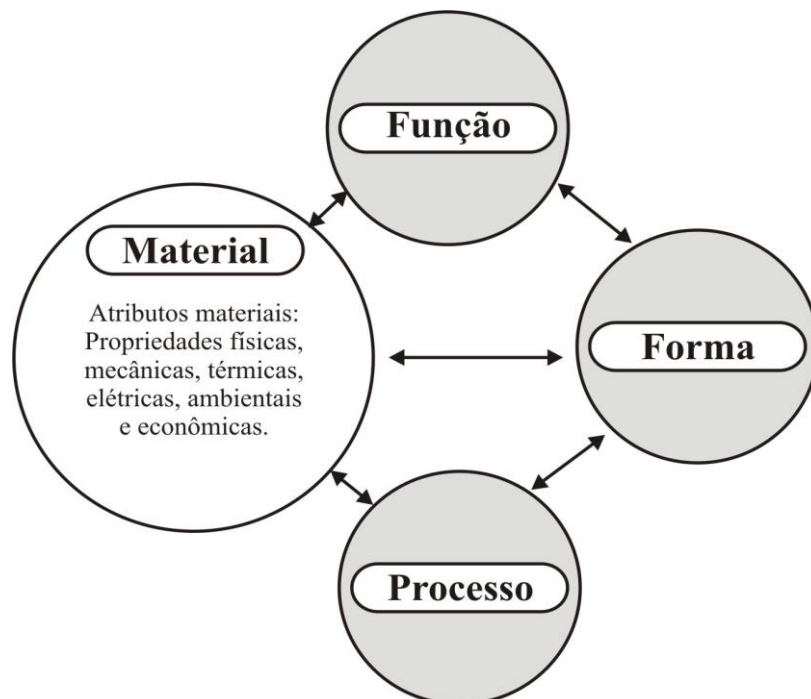 Função
Material
Atributos materiais:
Propriedades físicas,
mecânicas, térmicas,
elétricas, ambientais
e econômicas.
Forma
Processo